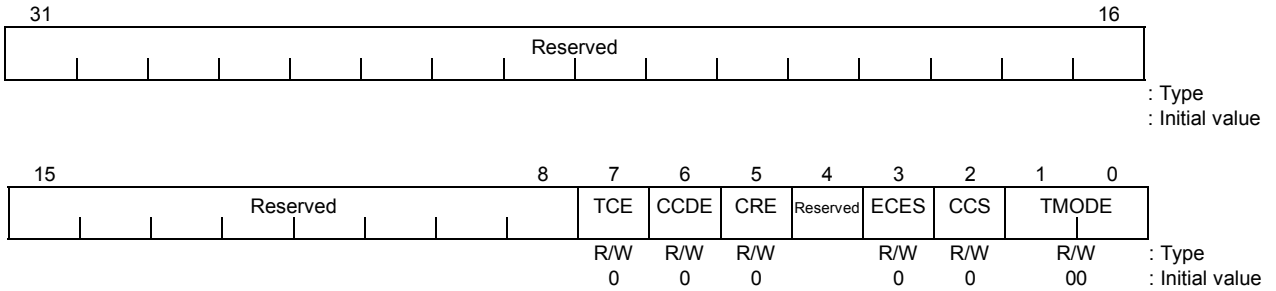 31 16
Reserved
: Type
: Initial value
15 8 7 6 5 4 3 2 1 0
Reserved TCE CCDE CRE Reserved ECES CCS TMODE
R/W R/W R/W R/W R/W R/W : Type
0 0 0 0 0 00 : Initial value